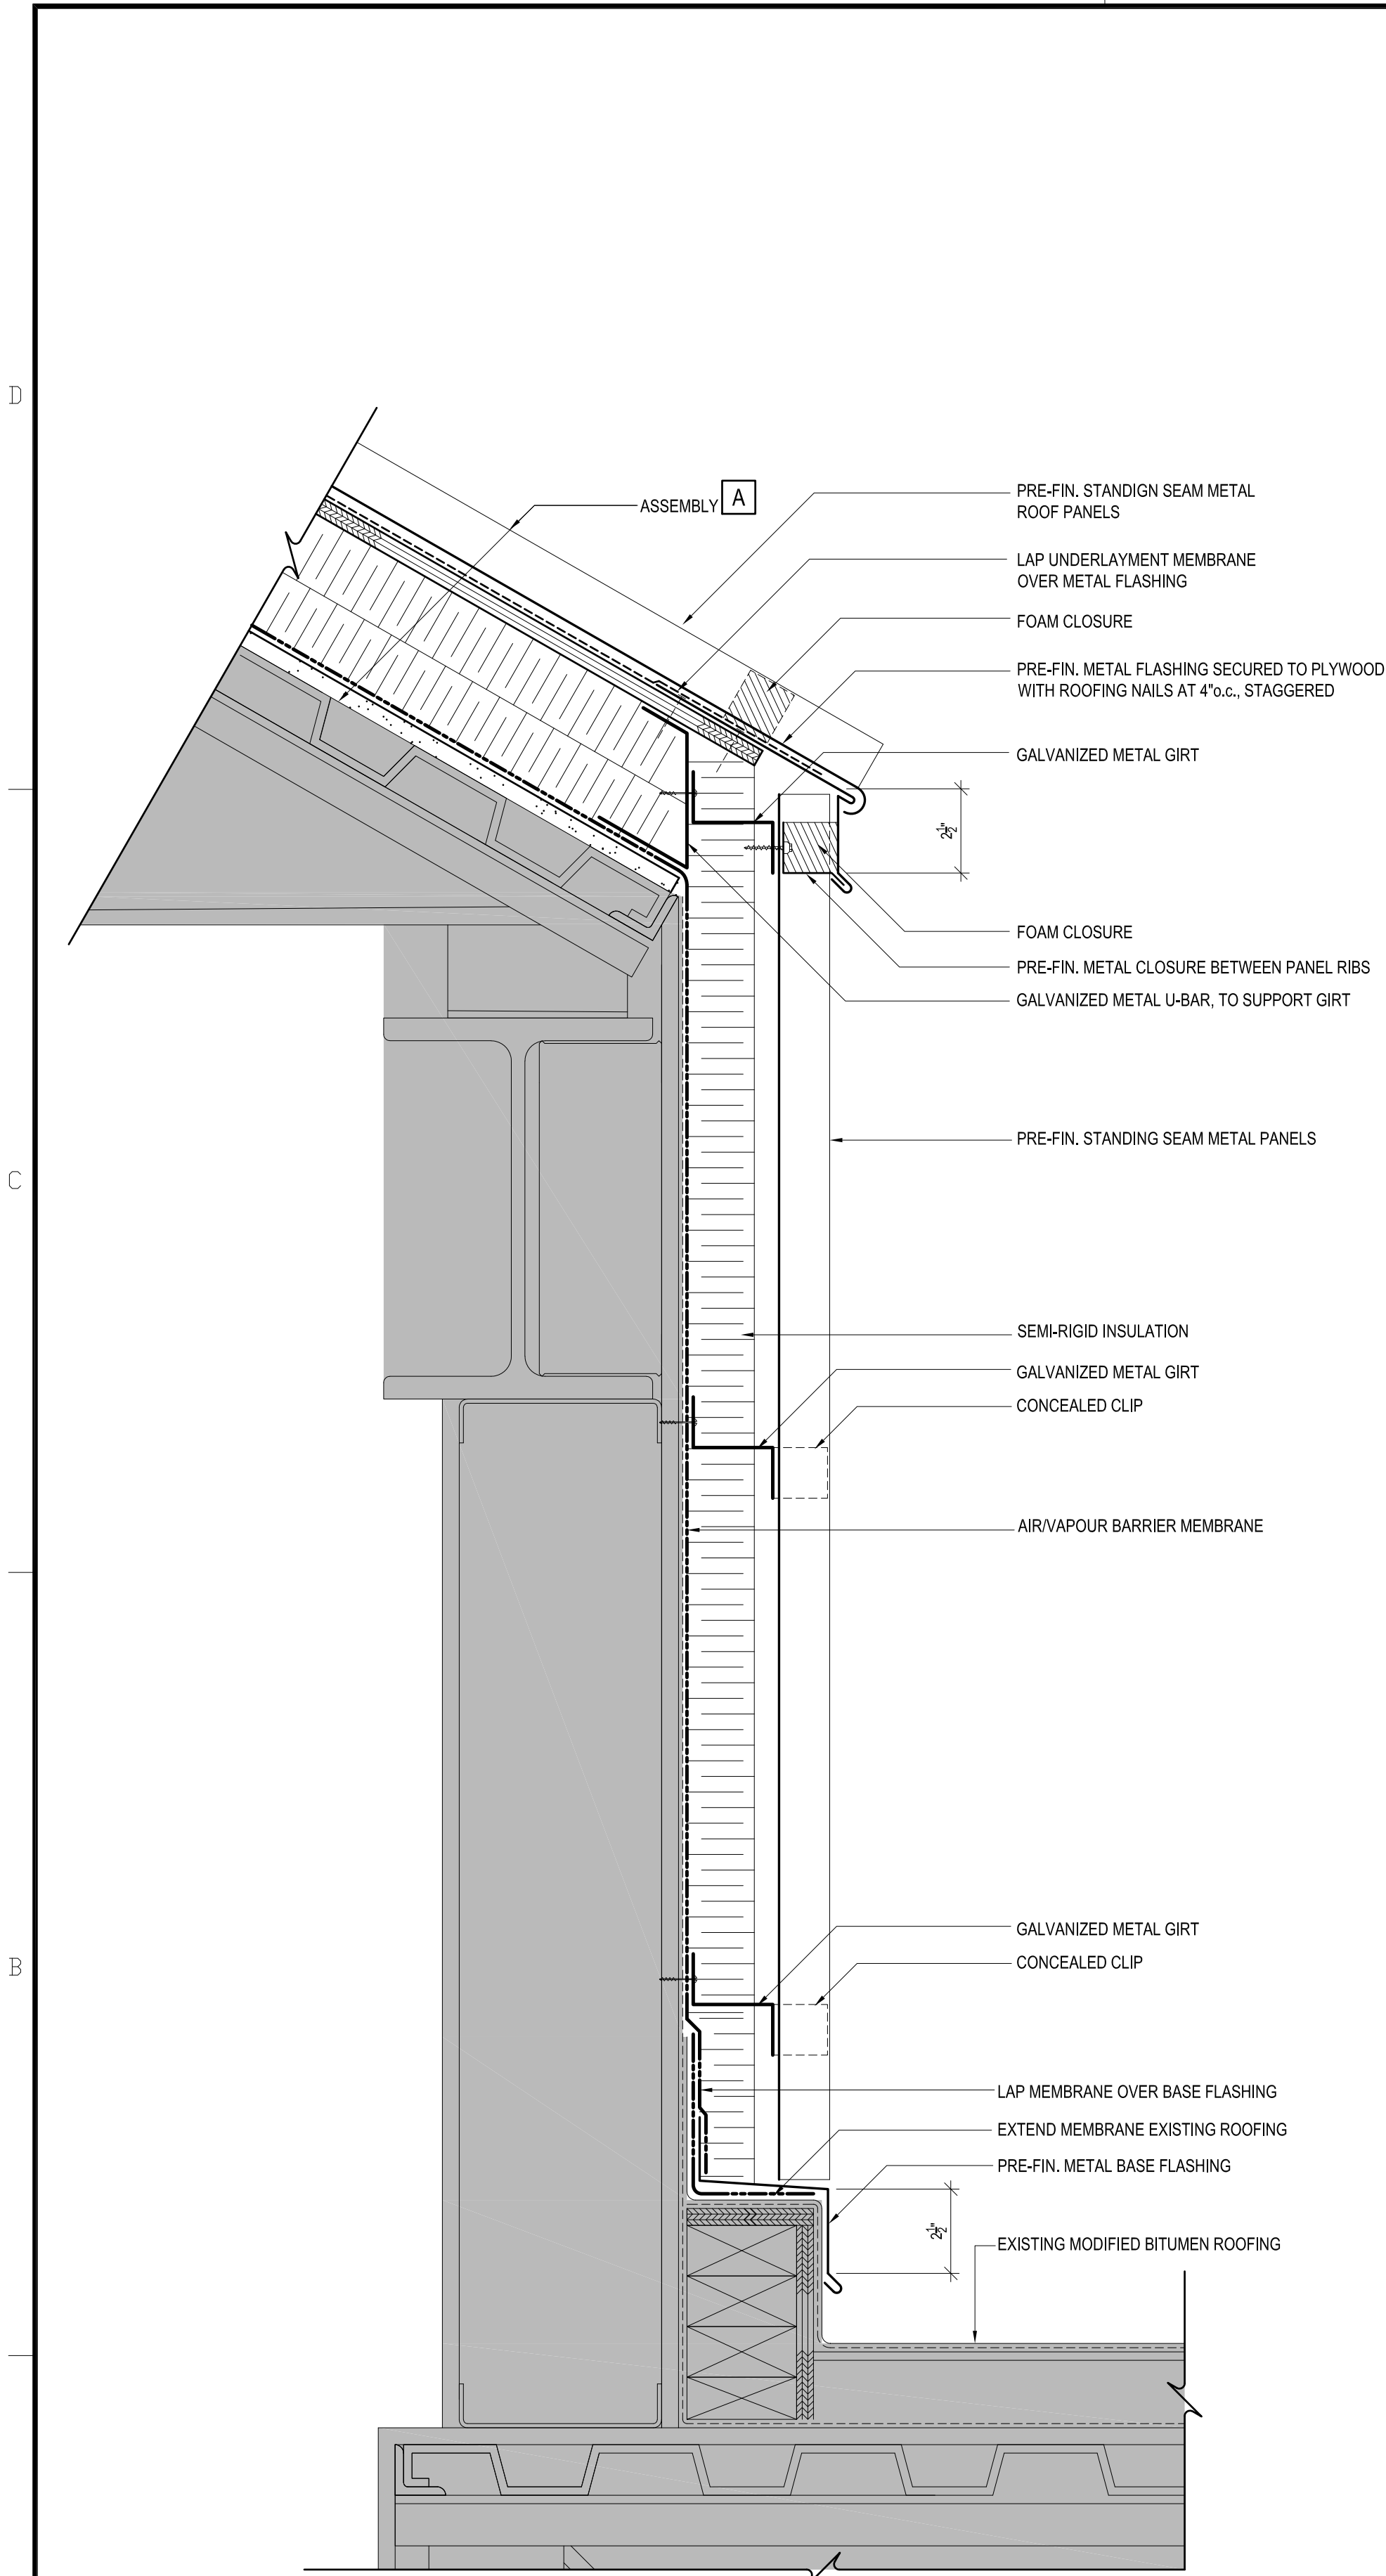 D
ASSEMBLY A
PRE-FIN. STANDIGN SEAM METAL
ROOF PANELS
LAP UNDERLAYMENT MEMBRANE
OVER METAL FLASHING
FOAM CLOSURE
PRE-FIN. METAL FLASHING SECURED TO PLYWOOD
WITH ROOFING NAILS AT 4"o.c., STAGGERED
GALVANIZED METAL GIRT
2 1/2"
FOAM CLOSURE
PRE-FIN. METAL CLOSURE BETWEEN PANEL RIBS
GALVANIZED METAL U-BAR, TO SUPPORT GIRT
PRE-FIN. STANDING SEAM METAL PANELS
C
SEMI-RIGID INSULATION
GALVANIZED METAL GIRT
CONCEALED CLIP
AIR/VAPOUR BARRIER MEMBRANE
GALVANIZED METAL GIRT
CONCEALED CLIP
B
LAP MEMBRANE OVER BASE FLASHING
EXTEND MEMBRANE EXISTING ROOFING
PRE-FIN. METAL BASE FLASHING
2 1/2"
EXISTING MODIFIED BITUMEN ROOFING